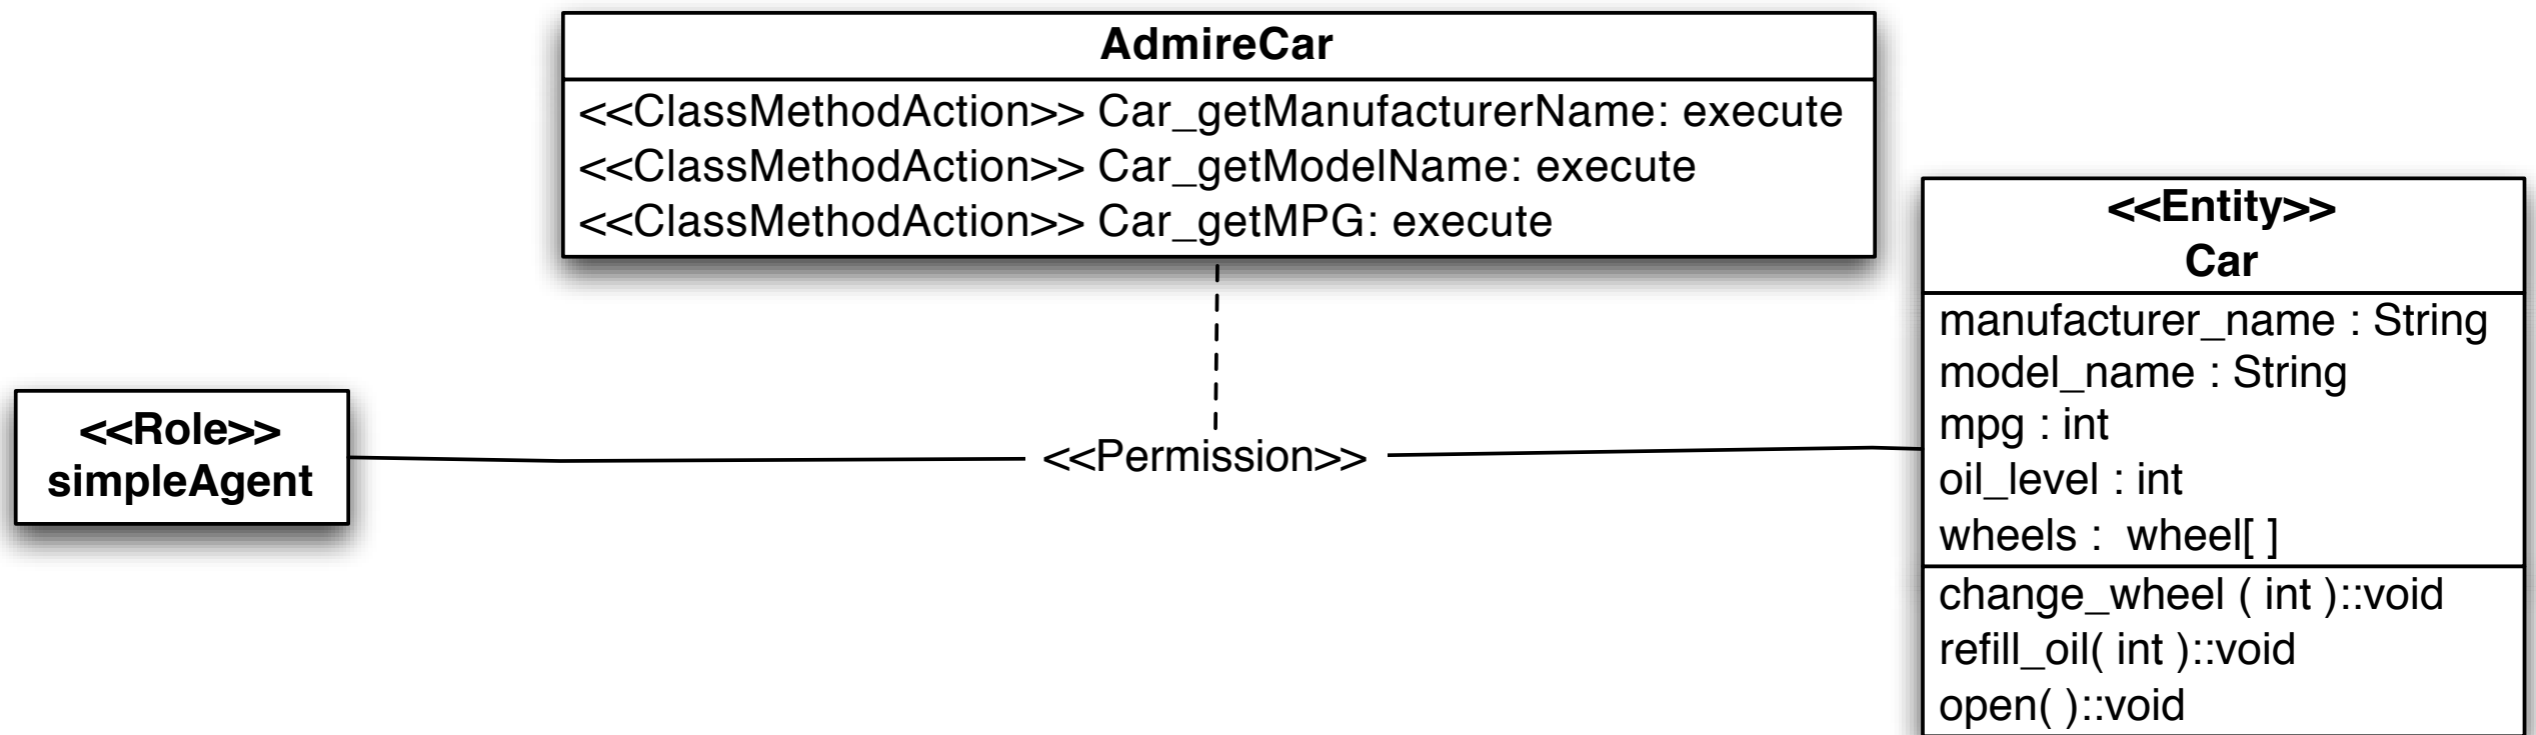 AdmireCar
<<ClassMethodAction>> Car_getManufacturerName: execute
<<ClassMethodAction>> Car_getModelName: execute
<<ClassMethodAction>> Car_getMPG: execute
<<Role>>
simpleAgent
<<Permission>>
<<Entity>>
Car
manufacturer_name : String
model_name : String
mpg : int
oil_level : int
wheels :  wheel[ ]
change_wheel ( int )::void
refill_oil( int )::void
open( )::void